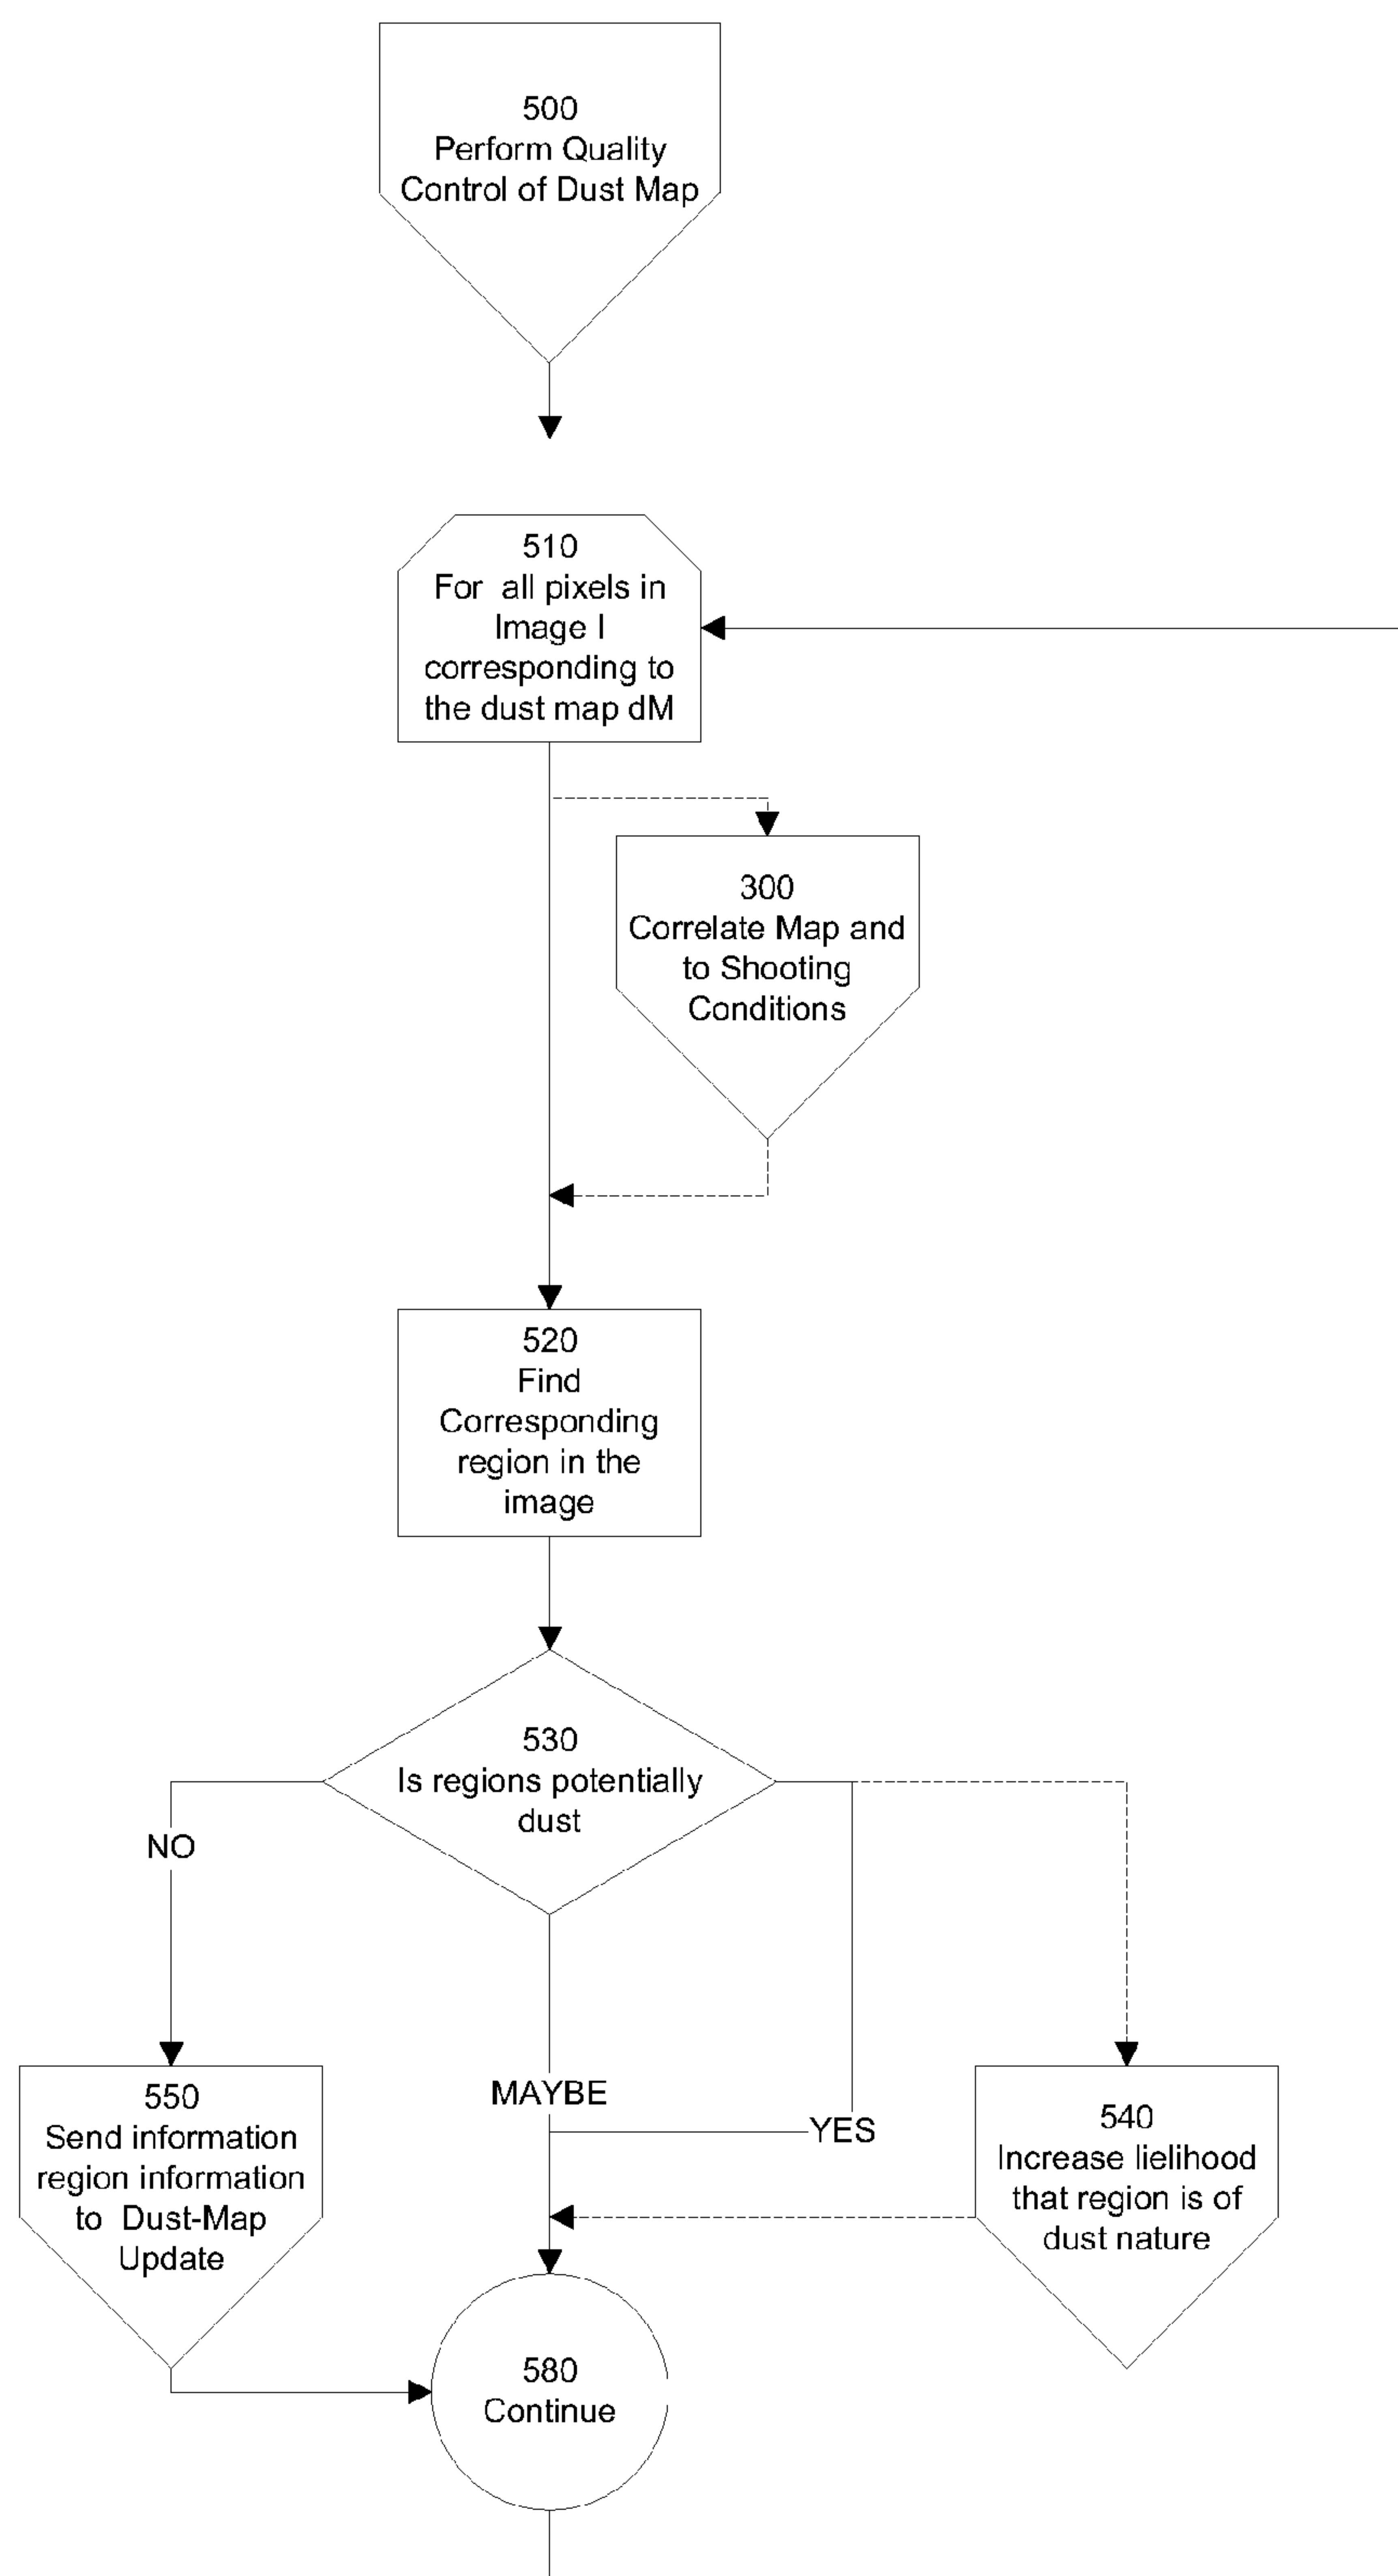 500
Perform Quality
Control of Dust Map
510
For all pixels in
Image I
corresponding to
the dust map dM
300
Correlate Map and
to Shooting
Conditions
520
Find
Corresponding
region in the
image
530
Is regions potentially
dust
NO
MAYBE
YES
550
Send information
region information
to Dust-Map
Update
540
Increase lielihood
that region is of
dust nature
580
Continue